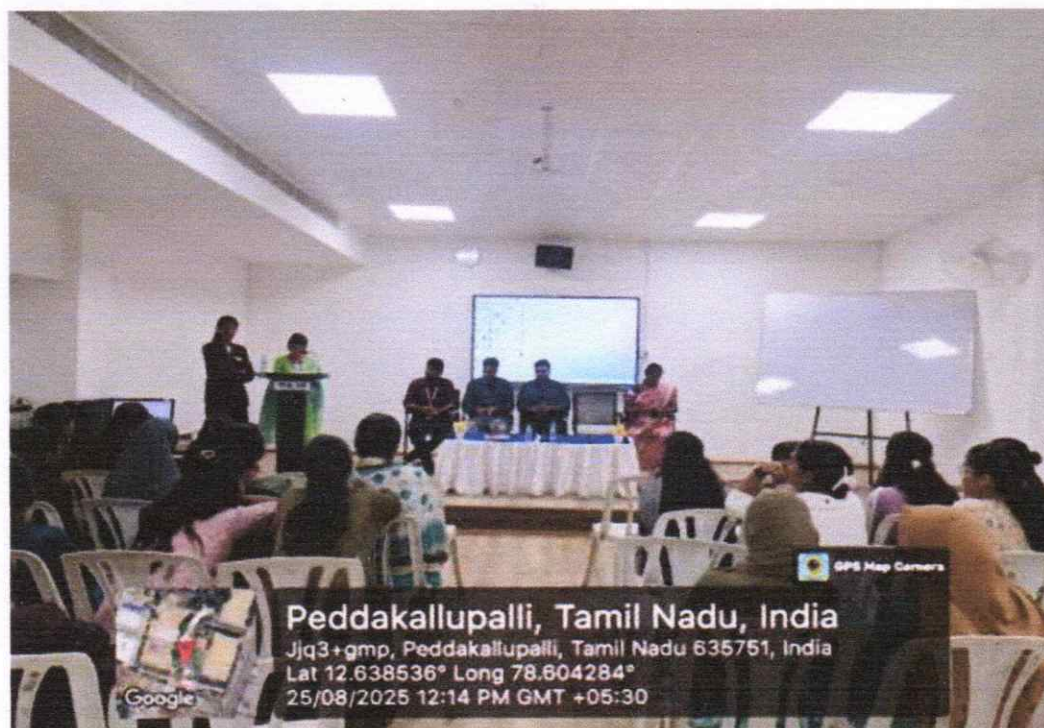 GPS Map Camera
Peddakallupalli, Tamil Nadu, India
Jjq3+gmp, Peddakallupalli, Tamil Nadu 635751, India
Lat 12.638536° Long 78.604284°
25/08/2025 12:14 PM GMT +05:30
Google